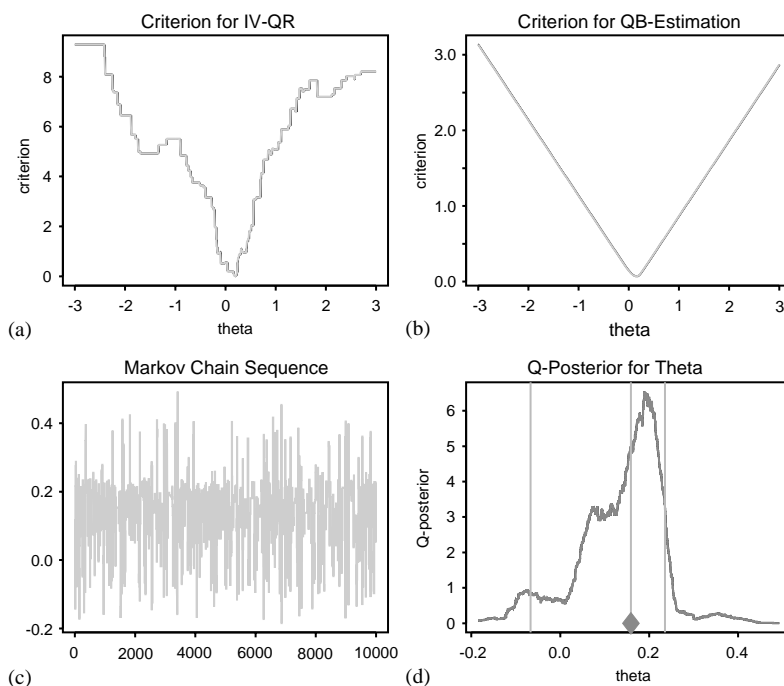 Criterion for IV-QR
criterion
8
6
4
2
0
-3 -2 -1 0 1 2 3
theta
(a)
Criterion for QB-Estimation
criterion
3.0
2.0
1.0
0.0
-3 -2 -1 0 1 2 3
theta
(b)
Markov Chain Sequence
0.4
0.2
0.0
-0.2
0 2000 4000 6000 8000 10000
(c)
Q-Posterior for Theta
Q-posterior
6
5
4
3
2
1
0
-0.2 0.0 0.2 0.4
theta
(d)